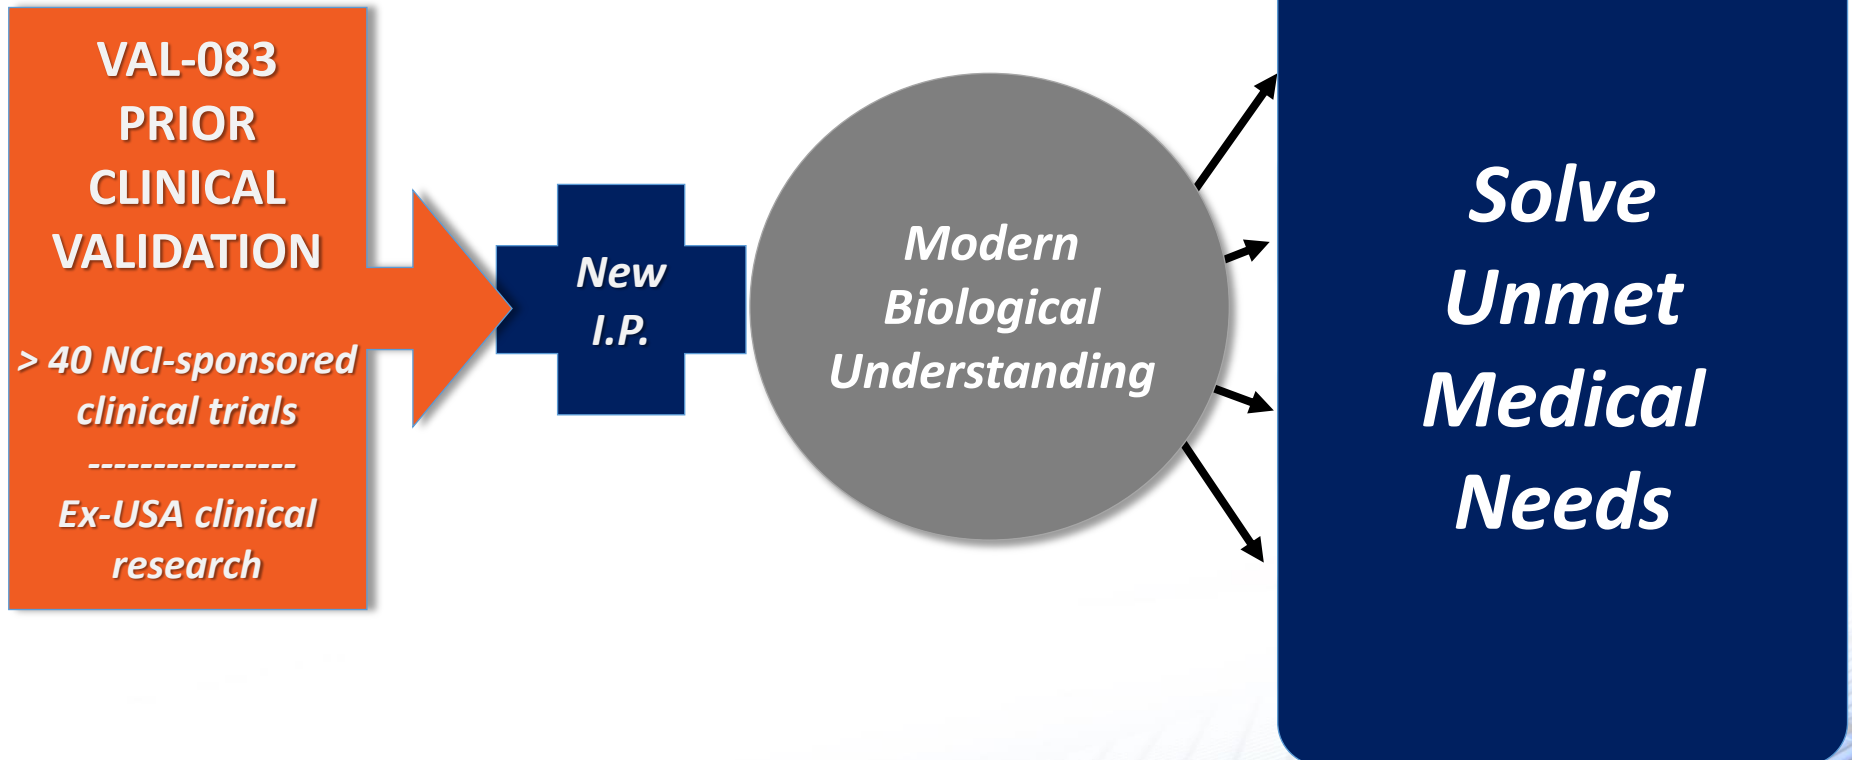 VAL-083
PRIOR
CLINICAL
VALIDATION
> 40 NCI-sponsored
clinical trials
----------------
Ex-USA clinical
research
New
I.P.
Modern
Biological
Understanding
Solve
Unmet
Medical
Needs